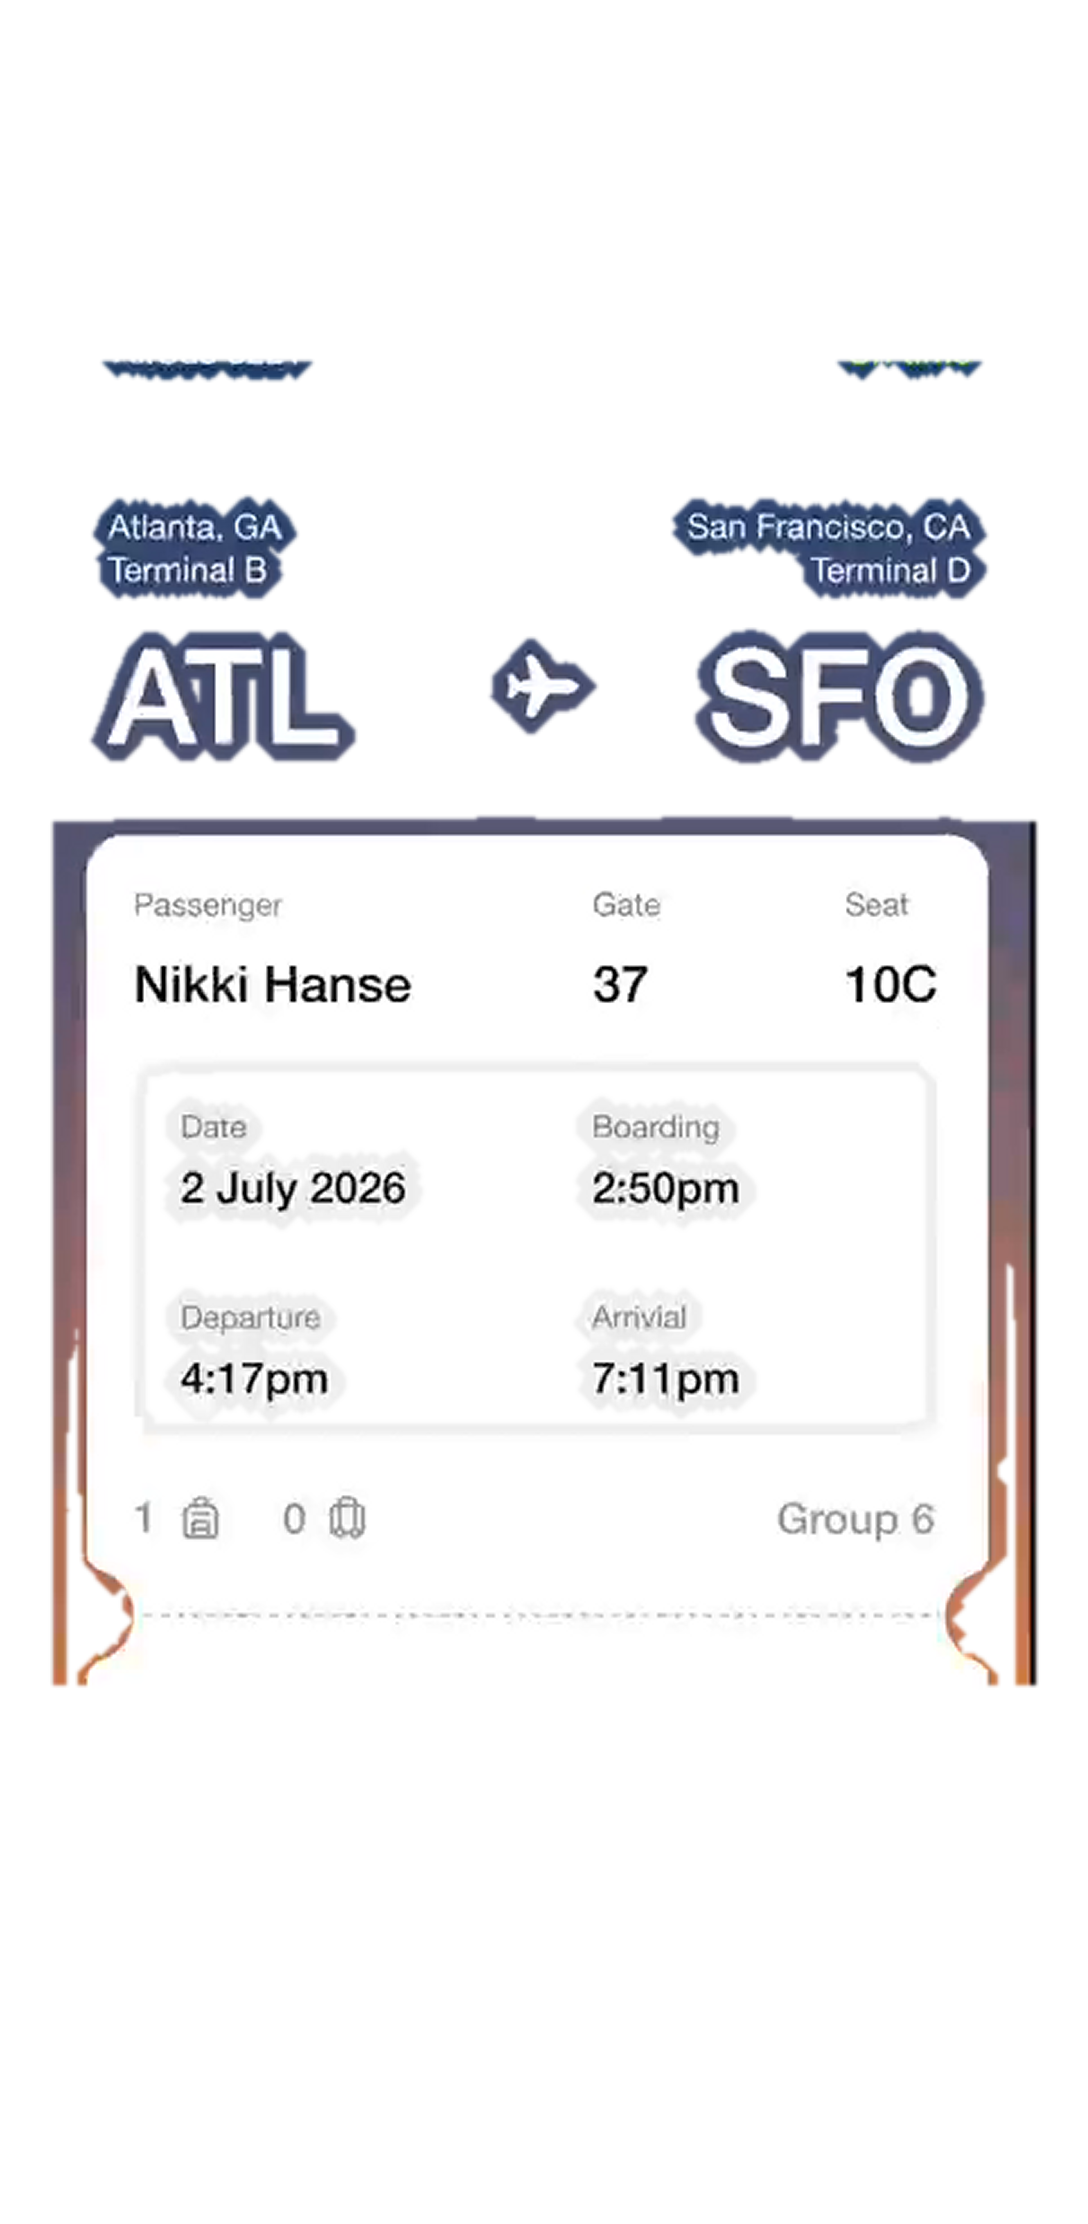 Atlanta, GA
San Francisco, CA
Terminal B
Terminal D
ATL
SFO
Passenger
Gate
Seat
Nikki Hanse
37
10C
Date
Boarding
2 July 2026
2:50pm
Departure
Arrivial
4:17pm
7:11pm
1
0
Group 6